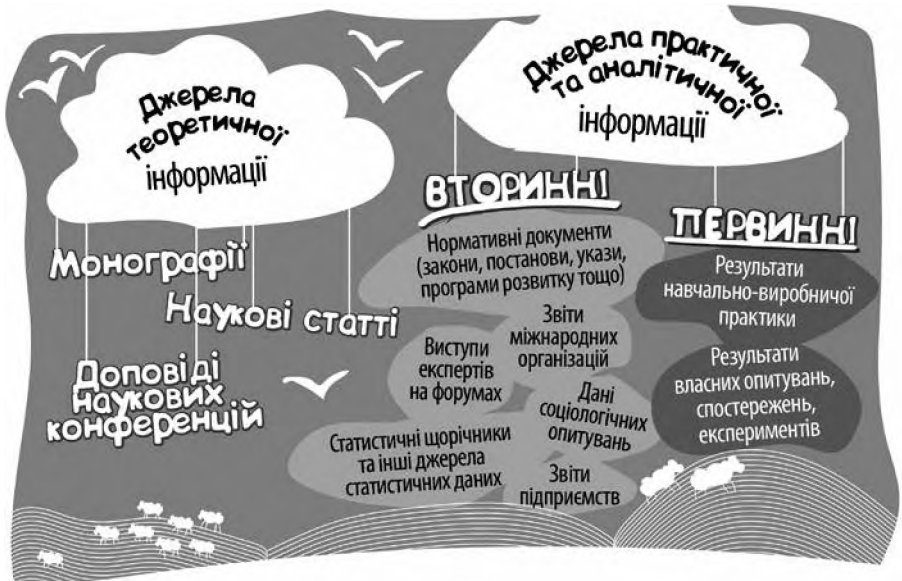 Джерела
теоретичної
інформації
Монографії
Наукові статті
Доповіді
наукових
конференцій
Джерела практичної
та аналітичної
інформації
ВТОРИННІ
Нормативні документи
(закони, постанови, укази,
програми розвитку тощо)
Звіти
міжнародних
організацій
Виступи
експертів
на форумах
Дані
соціологічних
опитувань
Статистичні щорічники
та інші джерела
статистичних даних
Звіти
підприємств
ПЕРВИННІ
Результати
навчально-виробничої
практики
Результати
власних опитувань,
спостережень,
експериментів